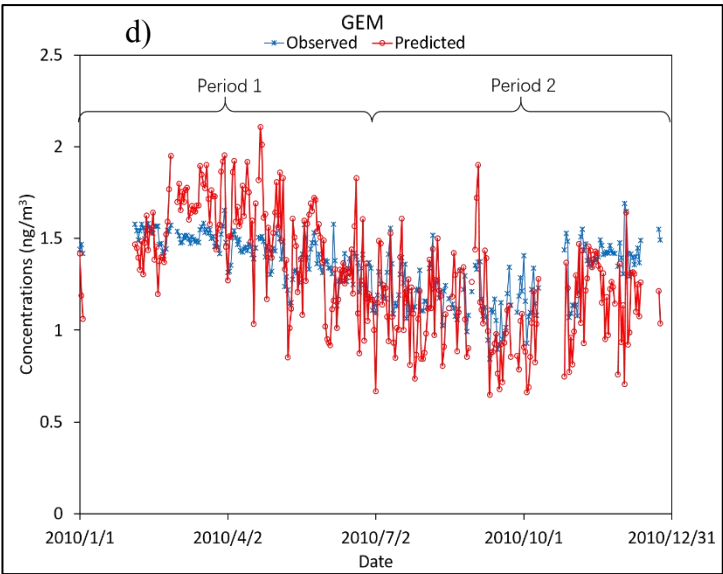 d)
GEM
Observed Predicted
2.5
Period 1 Period 2
2
1.5
1
0.5
0
Concentrations (ng/m³)
2010/1/1 2010/4/2 2010/7/2 2010/10/1 2010/12/31
Date